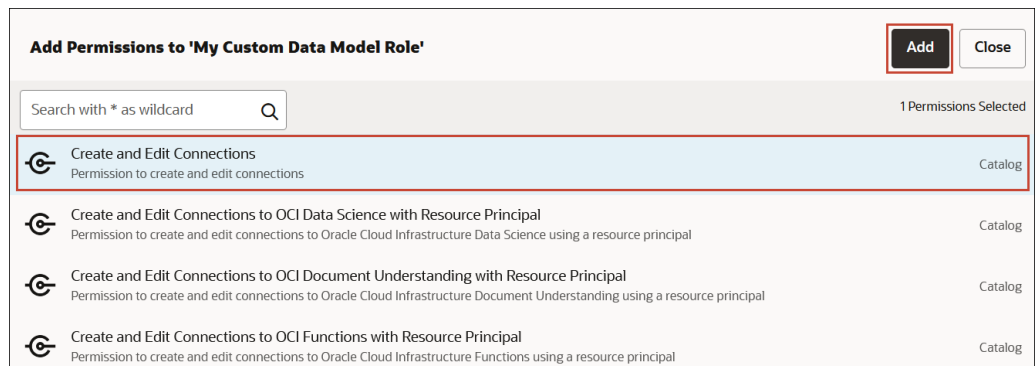 Add Permissions to 'My Custom Data Model Role'
Add
Close
Search with * as wildcard
1 Permissions Selected
Create and Edit Connections
Permission to create and edit connections
Catalog
Create and Edit Connections to OCI Data Science with Resource Principal
Permission to create and edit connections to Oracle Cloud Infrastructure Data Science using a resource principal
Catalog
Create and Edit Connections to OCI Document Understanding with Resource Principal
Permission to create and edit connections to Oracle Cloud Infrastructure Document Understanding using a resource principal
Catalog
Create and Edit Connections to OCI Functions with Resource Principal
Permission to create and edit connections to Oracle Cloud Infrastructure Functions using a resource principal
Catalog